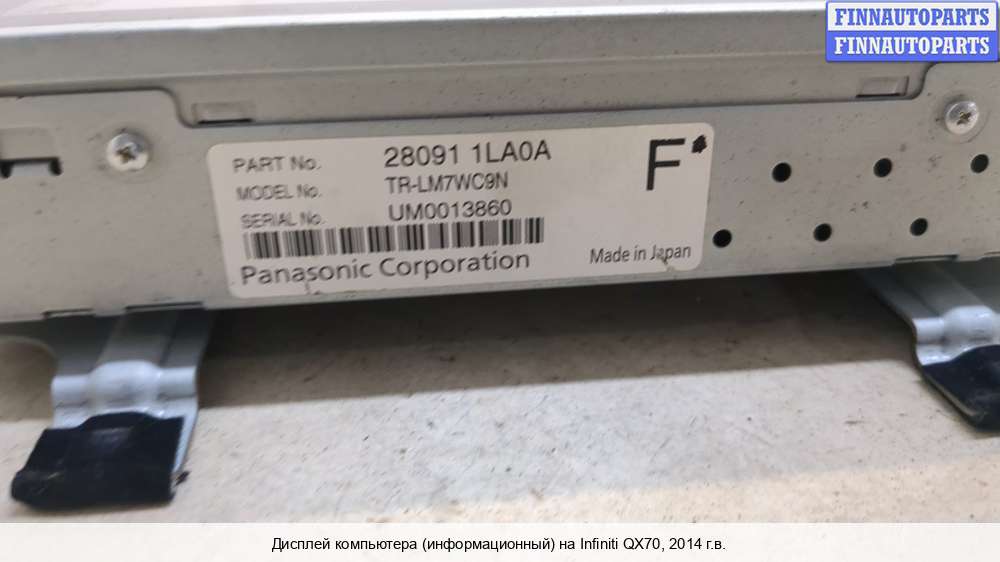 FINNAUTOPARTS
FINNAUTOPARTS
PART No. 28091 1LA0A
MODEL No. TR-LM7WC9N
SERIAL No. UM0013860
F
Panasonic Corporation
Made in Japan
Дисплей компьютера (информационный) на Infiniti QX70, 2014 г.в.